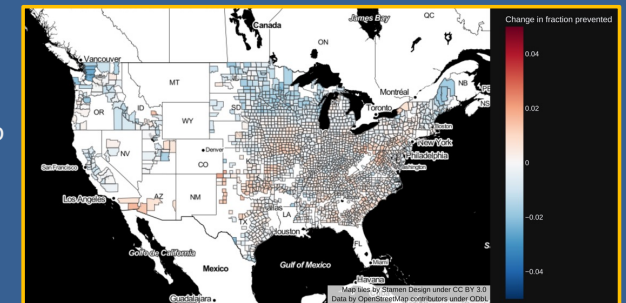 Change in fraction prevented
0.04
0.02
0
−0.02
−0.04
Canada
James Bay
QC
ON
Vancouver
MT
NB
Montréal
OR
ID
SD
Toronto
NS
WY
Boston
New York
NV
Denver
Philadelphia
San Francisco
CO
Washington
Los Angeles
AZ
NM
TX
LA
Houston
FL
Golfo de California
Gulf of Mexico
Miami
Mexico
Havana
Guadalajara
Map tiles by Stamen Design under CC BY 3.0
Data by OpenStreetMap contributors under ODbL